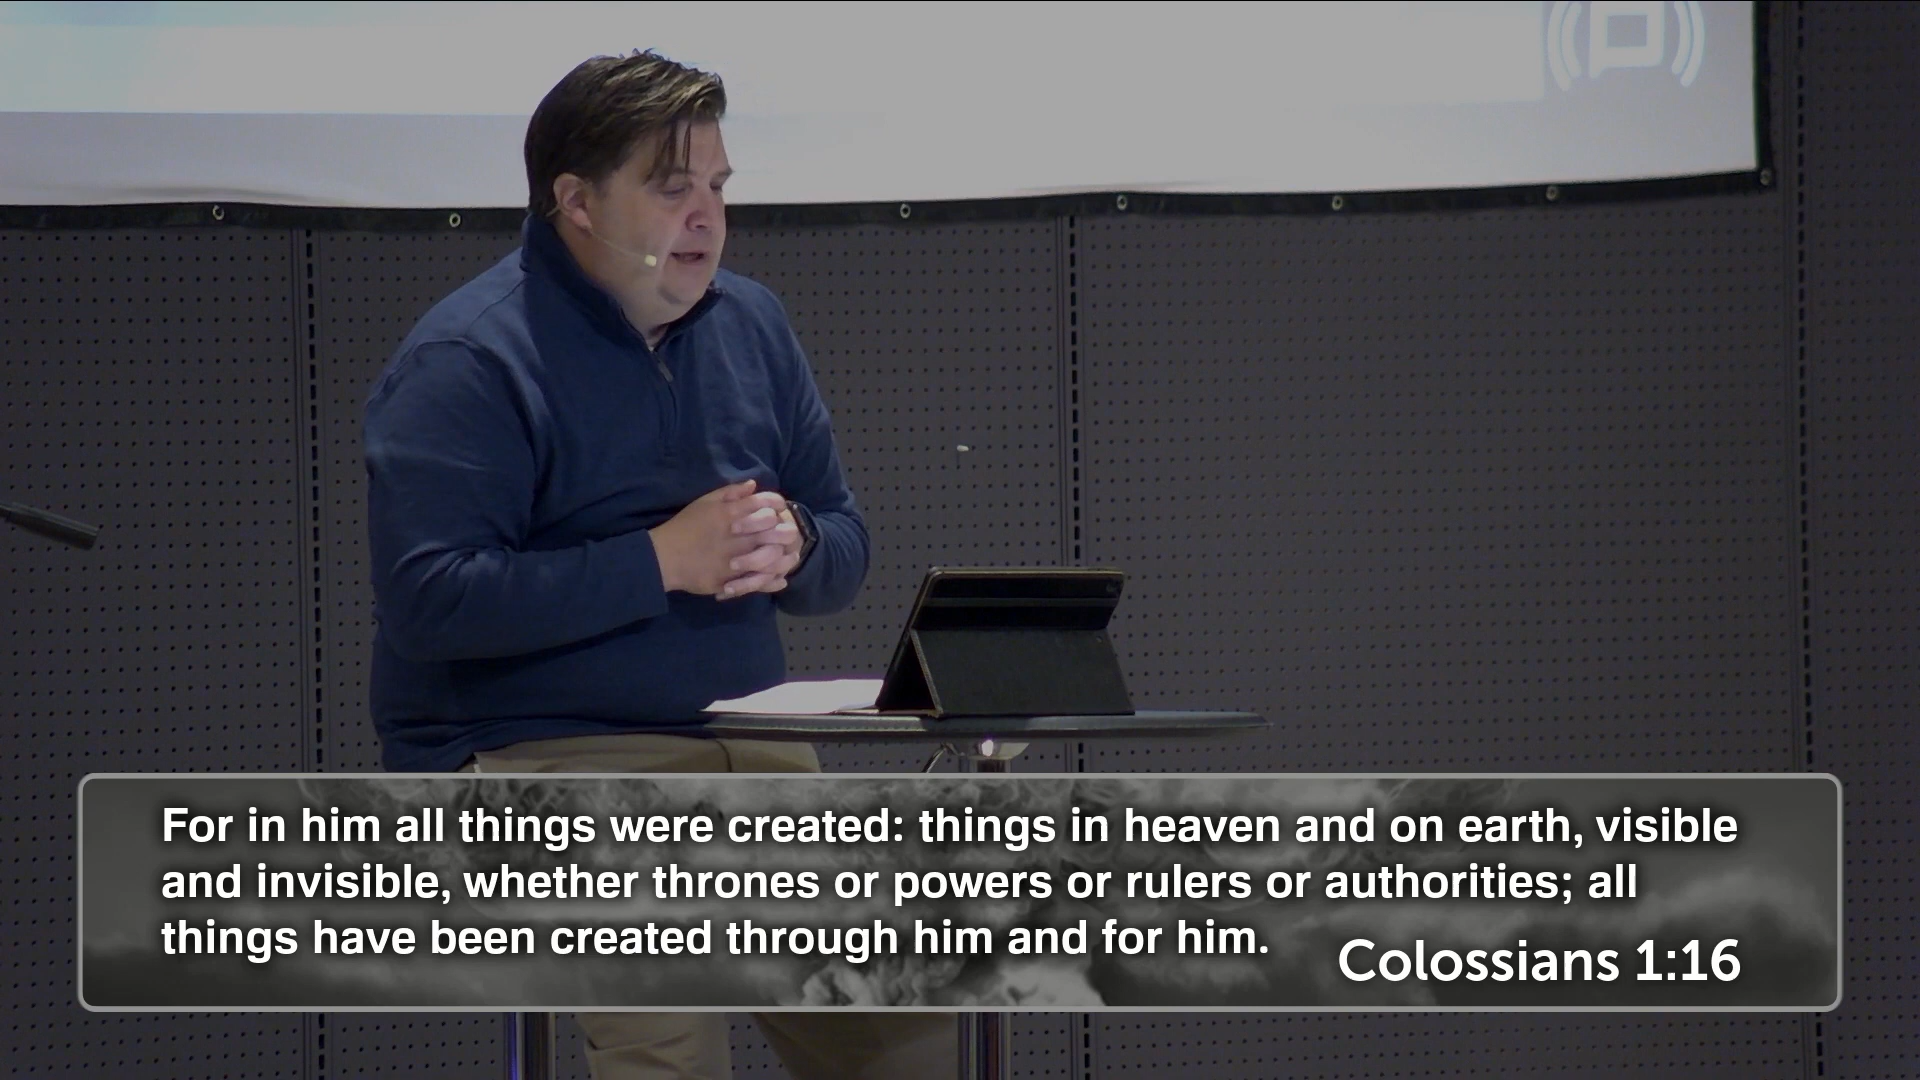 For in him all things were created: things in heaven and on earth, visible
and invisible, whether thrones or powers or rulers or authorities; all
things have been created through him and for him.
Colossians 1:16